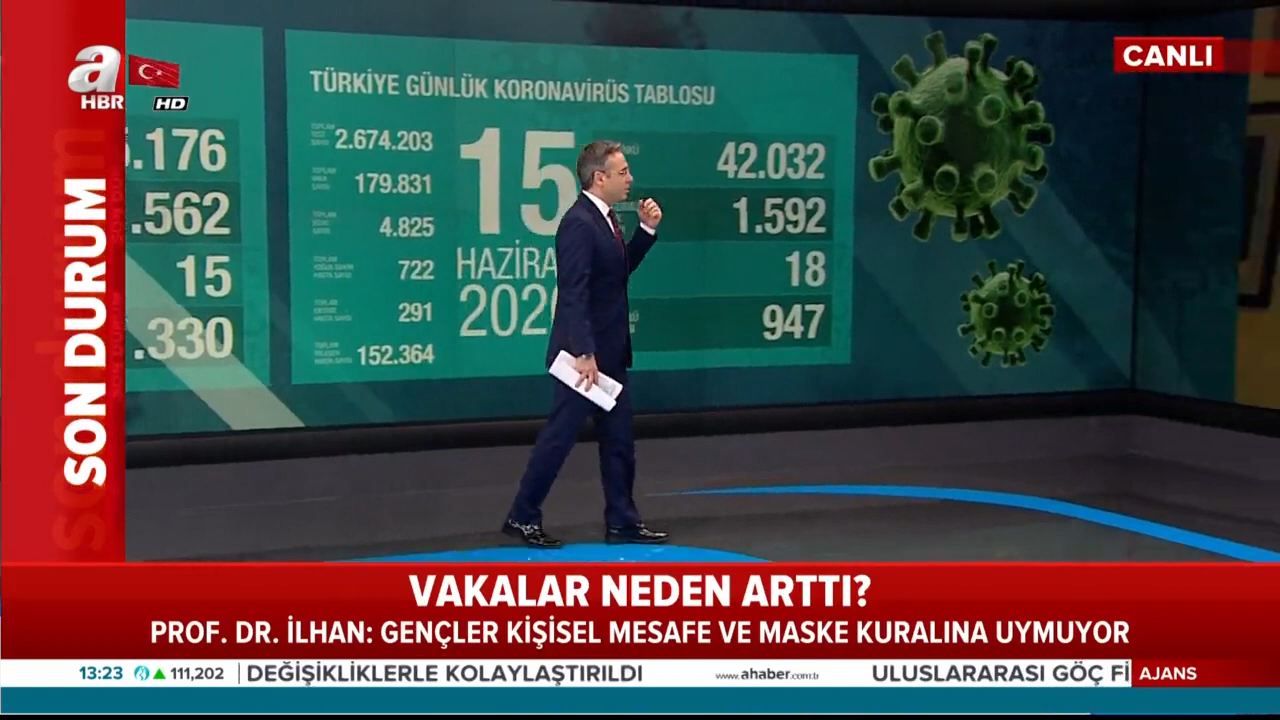 a
HBR
HD
SON DURUM
CANLI
.176
.562
15
.330
TÜRKİYE GÜNLÜK KORONAVİRÜS TABLOSU
2.674.203
179.831
4.825
722
291
152.364
15
HAZİRA
202
42.032
1.592
18
947
VAKALAR NEDEN ARTTI?
PROF. DR. İLHAN: GENÇLER KİŞİSEL MESAFE VE MASKE KURALINA UYMUYOR
13:23 111,202 DEĞİŞİKLİKLERLE KOLAYLAŞTIRILDI www.ahaber.com.tr ULUSLARARASI GÖÇ Fİ AJANS